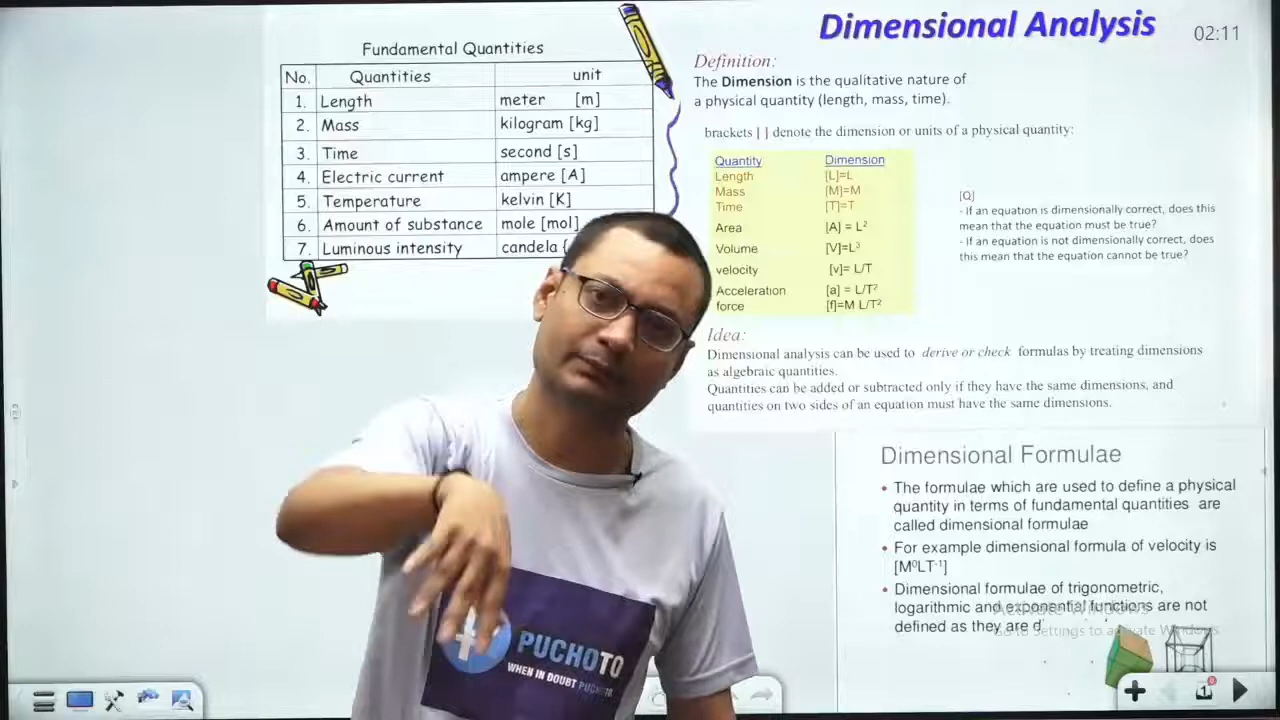 Dimensional Analysis
02:11
Fundamental Quantities
No. Quantities unit
1. Length meter [m]
2. Mass kilogram [kg]
3. Time second [s]
4. Electric current ampere [A]
5. Temperature kelvin [K]
6. Amount of substance mole [mol]
7. Luminous intensity candela
Definition:
The Dimension is the qualitative nature of
a physical quantity (length, mass, time).
brackets [ ] denote the dimension or units of a physical quantity:
Quantity Dimension
Length [L]=L
Mass [M]=M
Time [T]=T
Area [A] = L²
Volume [V]=L³
velocity [v]= L/T
Acceleration [a] = L/T²
force [f]=M L/T²
[Q]
- If an equation is dimensionally correct, does this
mean that the equation must be true?
- If an equation is not dimensionally correct, does
this mean that the equation cannot be true?
Idea:
Dimensional analysis can be used to derive or check formulas by treating dimensions
as algebraic quantities.
Quantities can be added or subtracted only if they have the same dimensions, and
quantities on two sides of an equation must have the same dimensions.
Dimensional Formulae
• The formulae which are used to define a physical
quantity in terms of fundamental quantities are
called dimensional formulae
• For example dimensional formula of velocity is
[M⁰LT⁻¹]
• Dimensional formulae of trigonometric,
logarithmic and exponential functions are not
defined as they are d
Activate Windows
Go to Settings to activate Windows.
PUCHOTO
WHEN IN DOUBT PUCHOTO